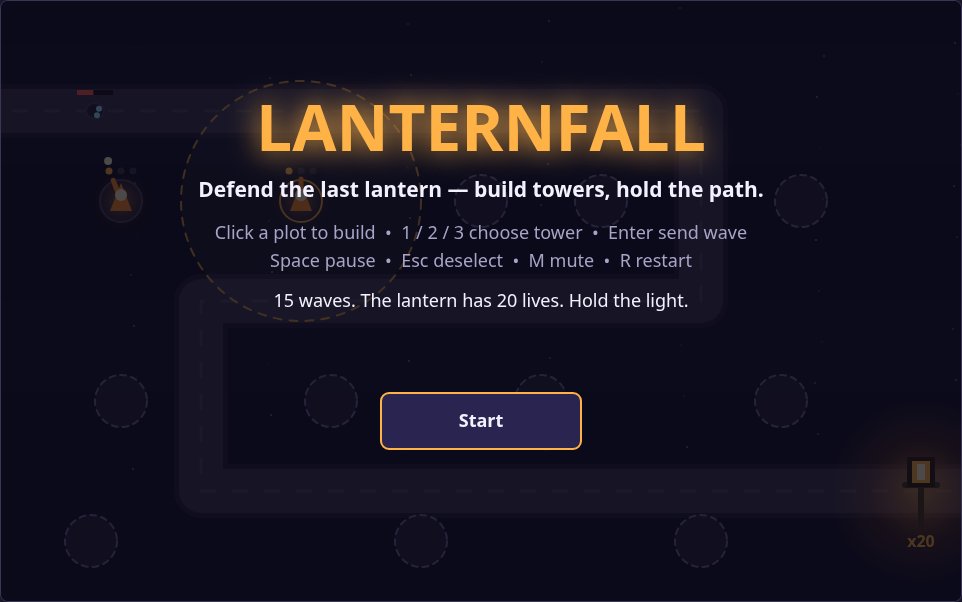 LANTERNFALL
Defend the last lantern — build towers, hold the path.
Click a plot to build • 1 / 2 / 3 choose tower • Enter send wave
Space pause • Esc deselect • M mute • R restart
15 waves. The lantern has 20 lives. Hold the light.
Start
x20